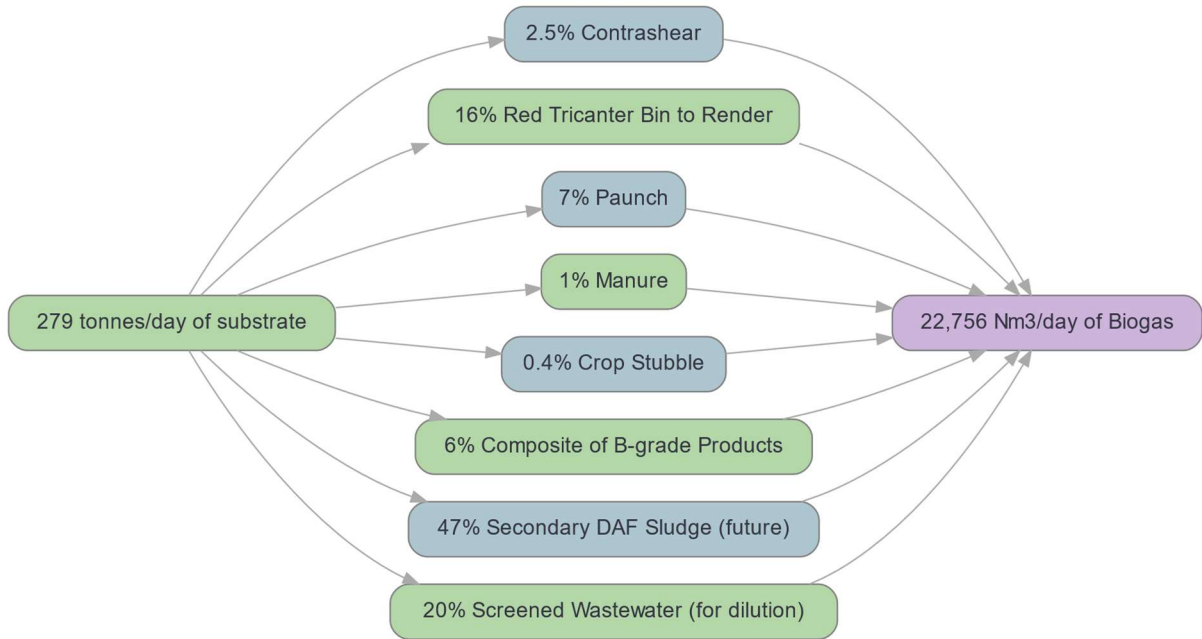 2.5% Contrashear
16% Red Tricanter Bin to Render
7% Paunch
1% Manure
279 tonnes/day of substrate
22,756 Nm3/day of Biogas
0.4% Crop Stubble
6% Composite of B-grade Products
47% Secondary DAF Sludge (future)
20% Screened Wastewater (for dilution)